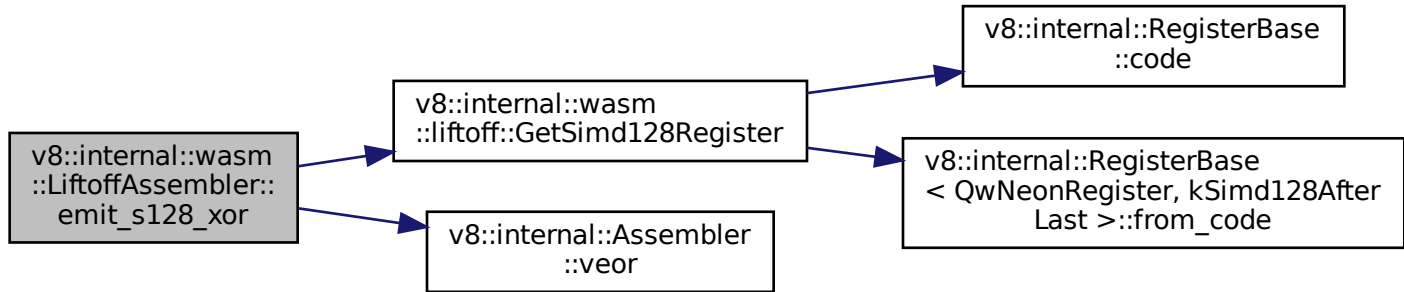 v8::internal::wasm
::LiftoffAssembler::
emit_s128_xor
v8::internal::wasm
::liftoff::GetSimd128Register
v8::internal::RegisterBase
::code
v8::internal::RegisterBase
< QwNeonRegister, kSimd128After
Last >::from_code
v8::internal::Assembler
::veor